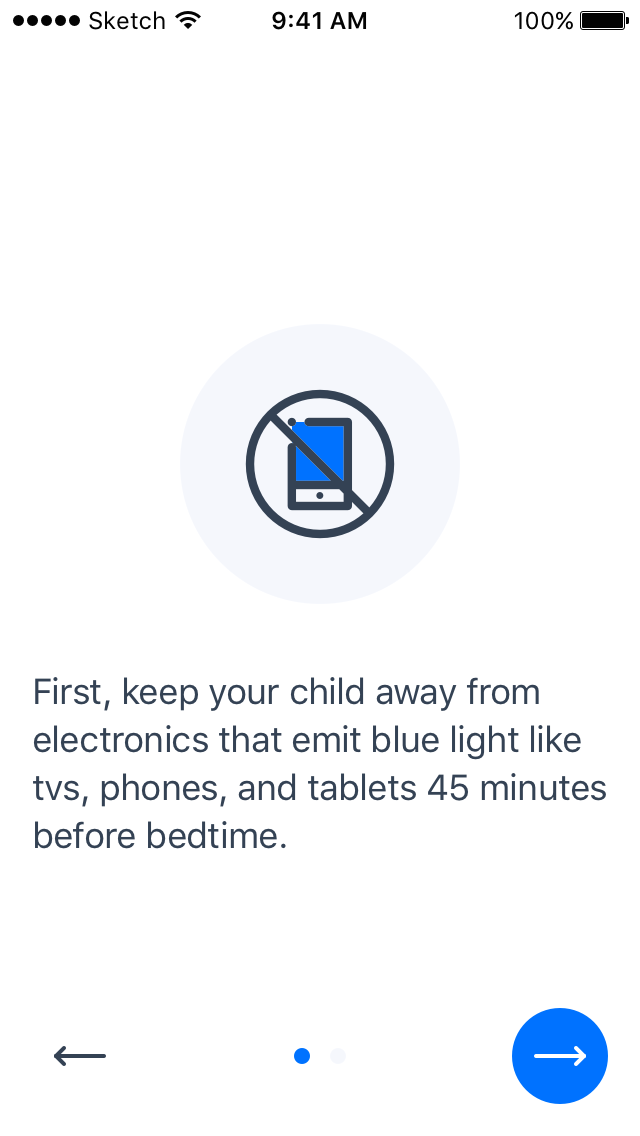 Sketch 9:41 AM 100%
First, keep your child away from
electronics that emit blue light like
tvs, phones, and tablets 45 minutes
before bedtime.